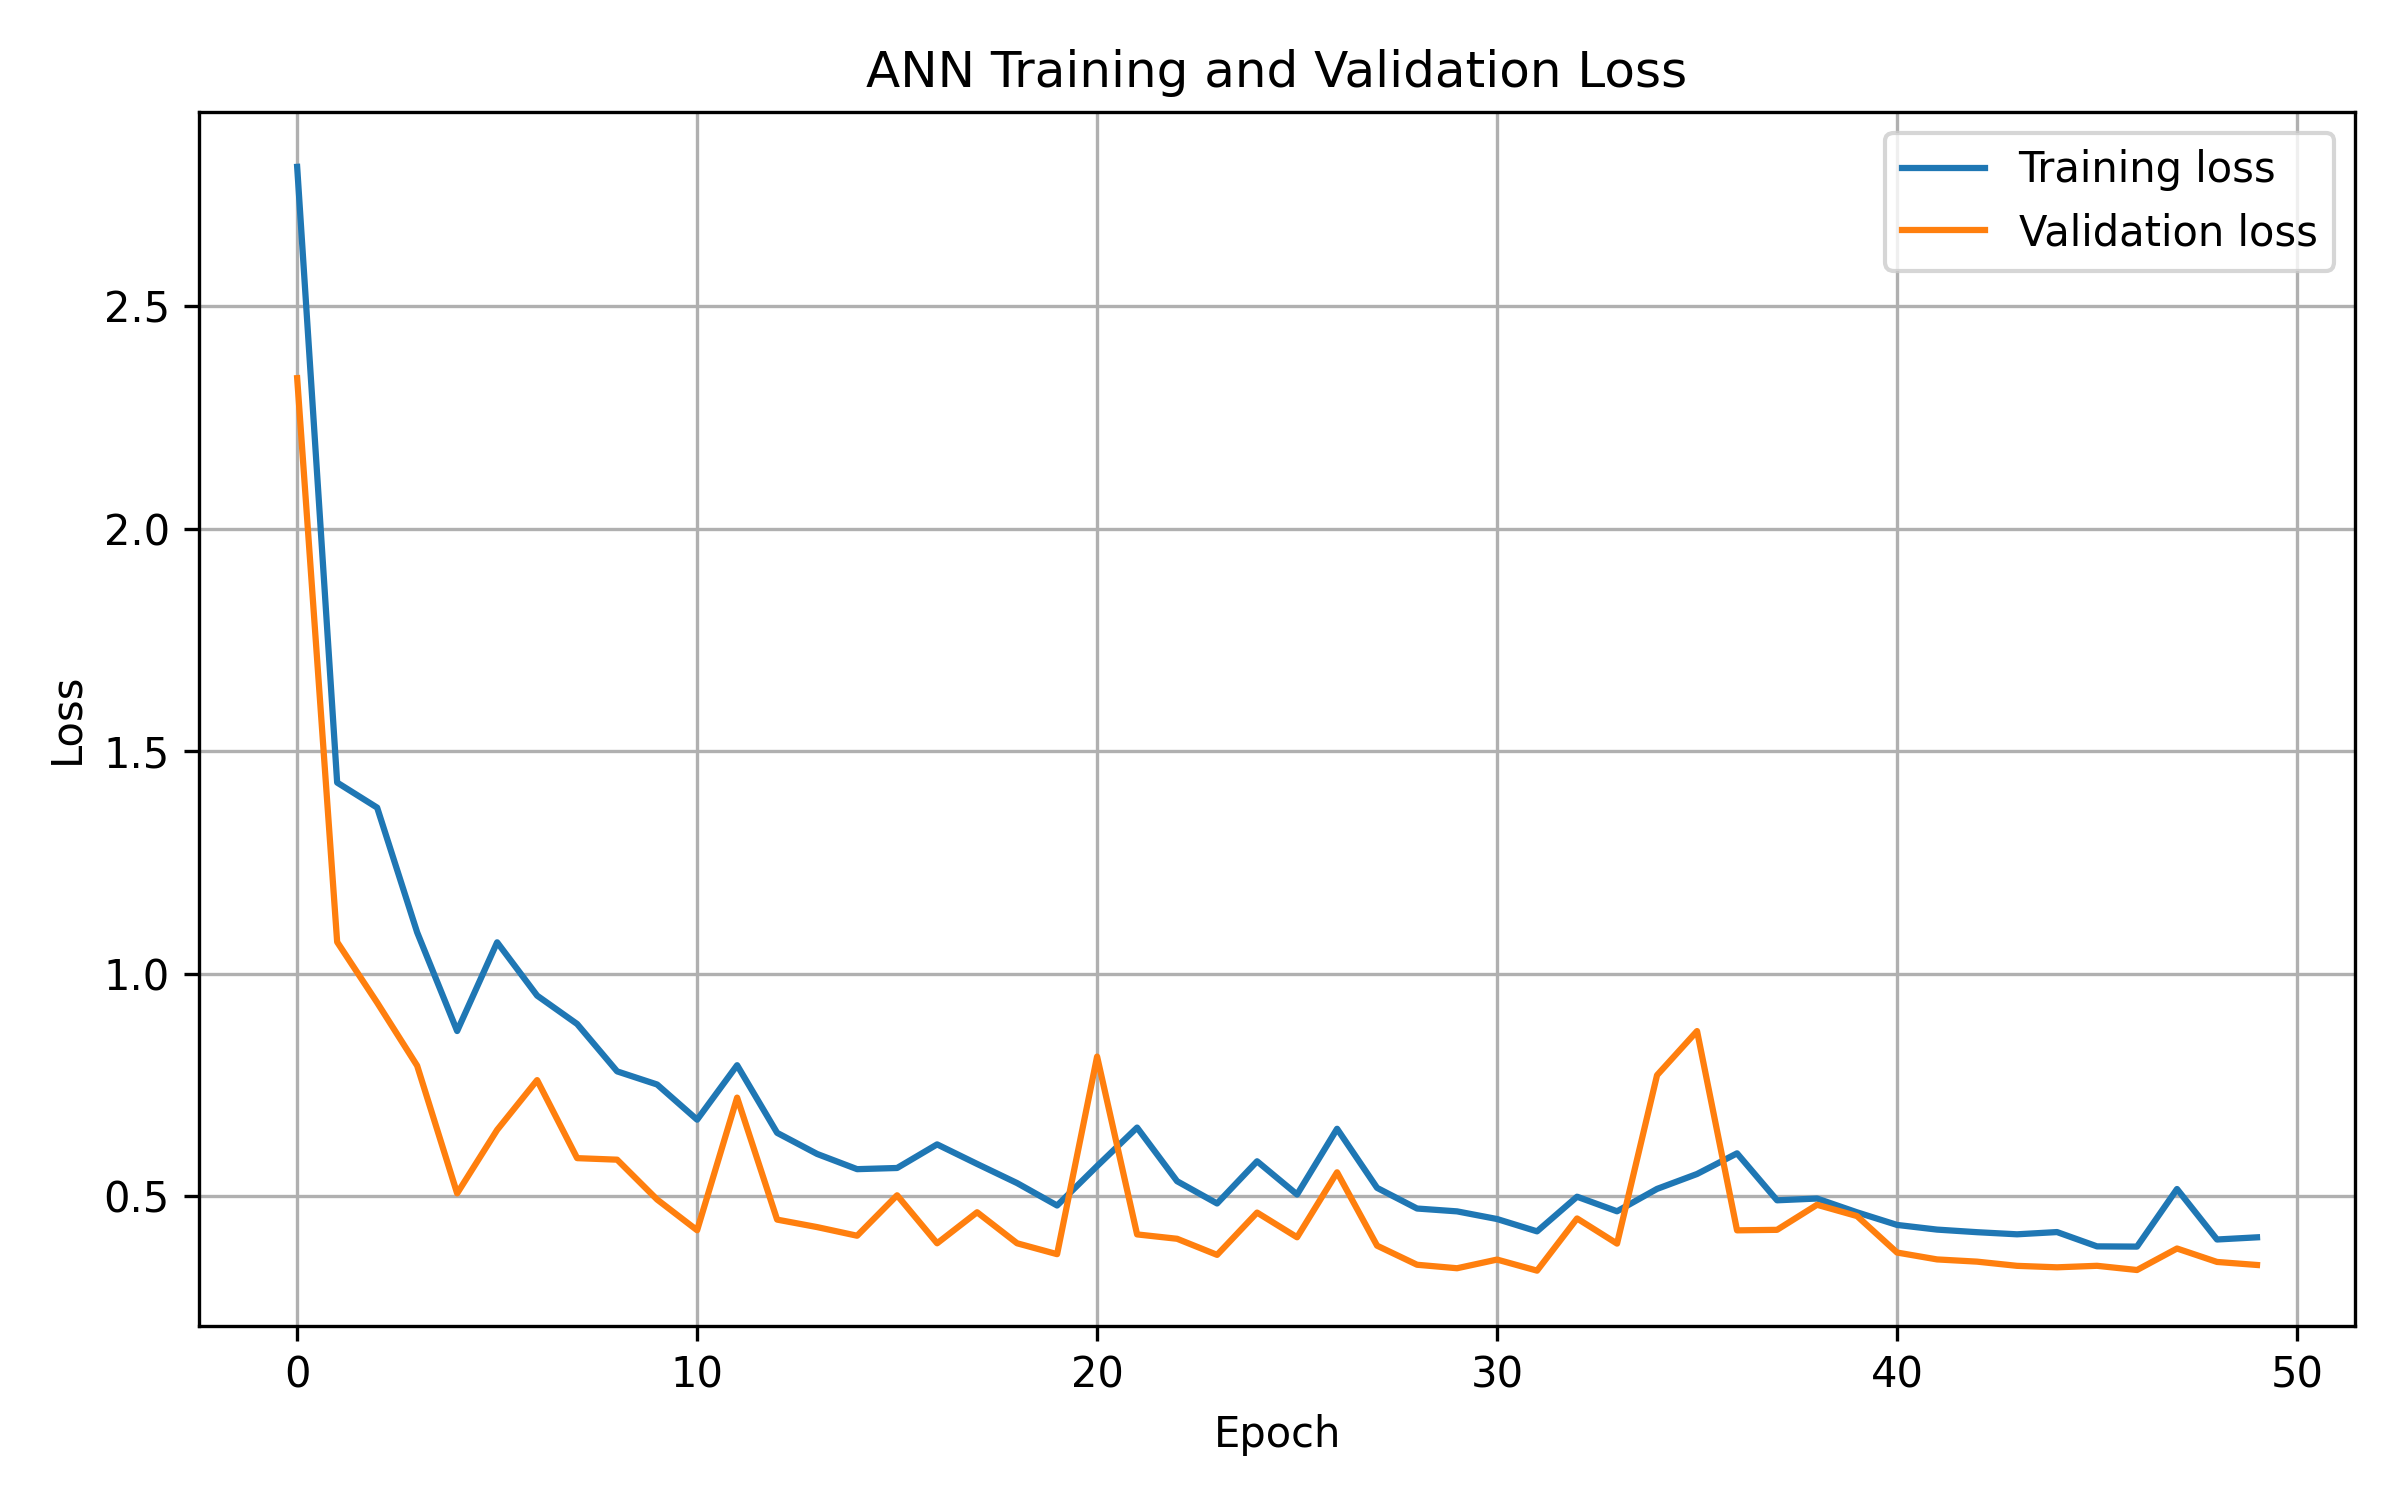 ANN Training and Validation Loss
Training loss
Validation loss
2.5
2.0
1.5
1.0
0.5
Loss
0 10 20 30 40 50
Epoch